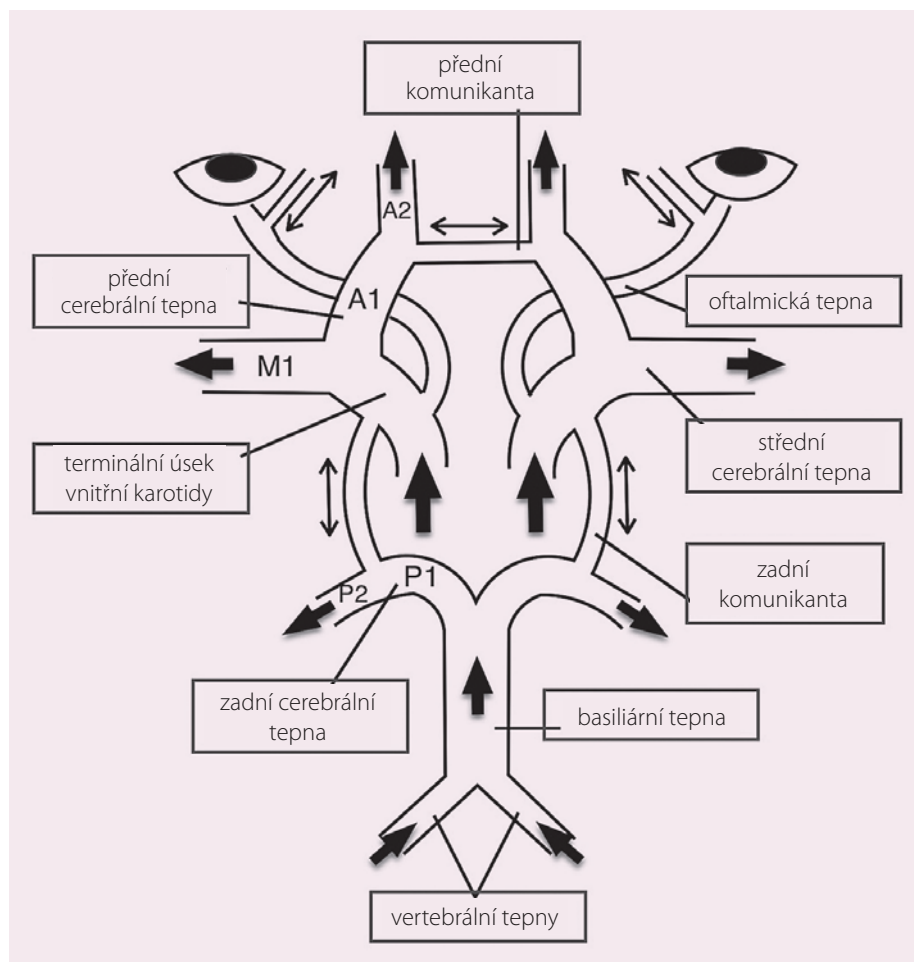 přední
komunikanta
A2
přední
cerebrální tepna
A1
oftalmická tepna
M1
terminální úsek
vnitřní karotidy
střední
cerebrální tepna
P1
P2
zadní
komunikanta
zadní cerebrální
tepna
basiliární tepna
vertebrální tepny